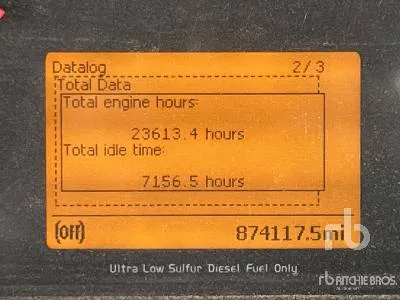 Datalog 2/3
Total Data
Total engine hours:
23613.4 hours
Total idle time:
7156.5 hours
(Off) 874117.5mi
Ultra Low Sulfur Diesel Fuel Only
rb
rb RITCHIE BROS.